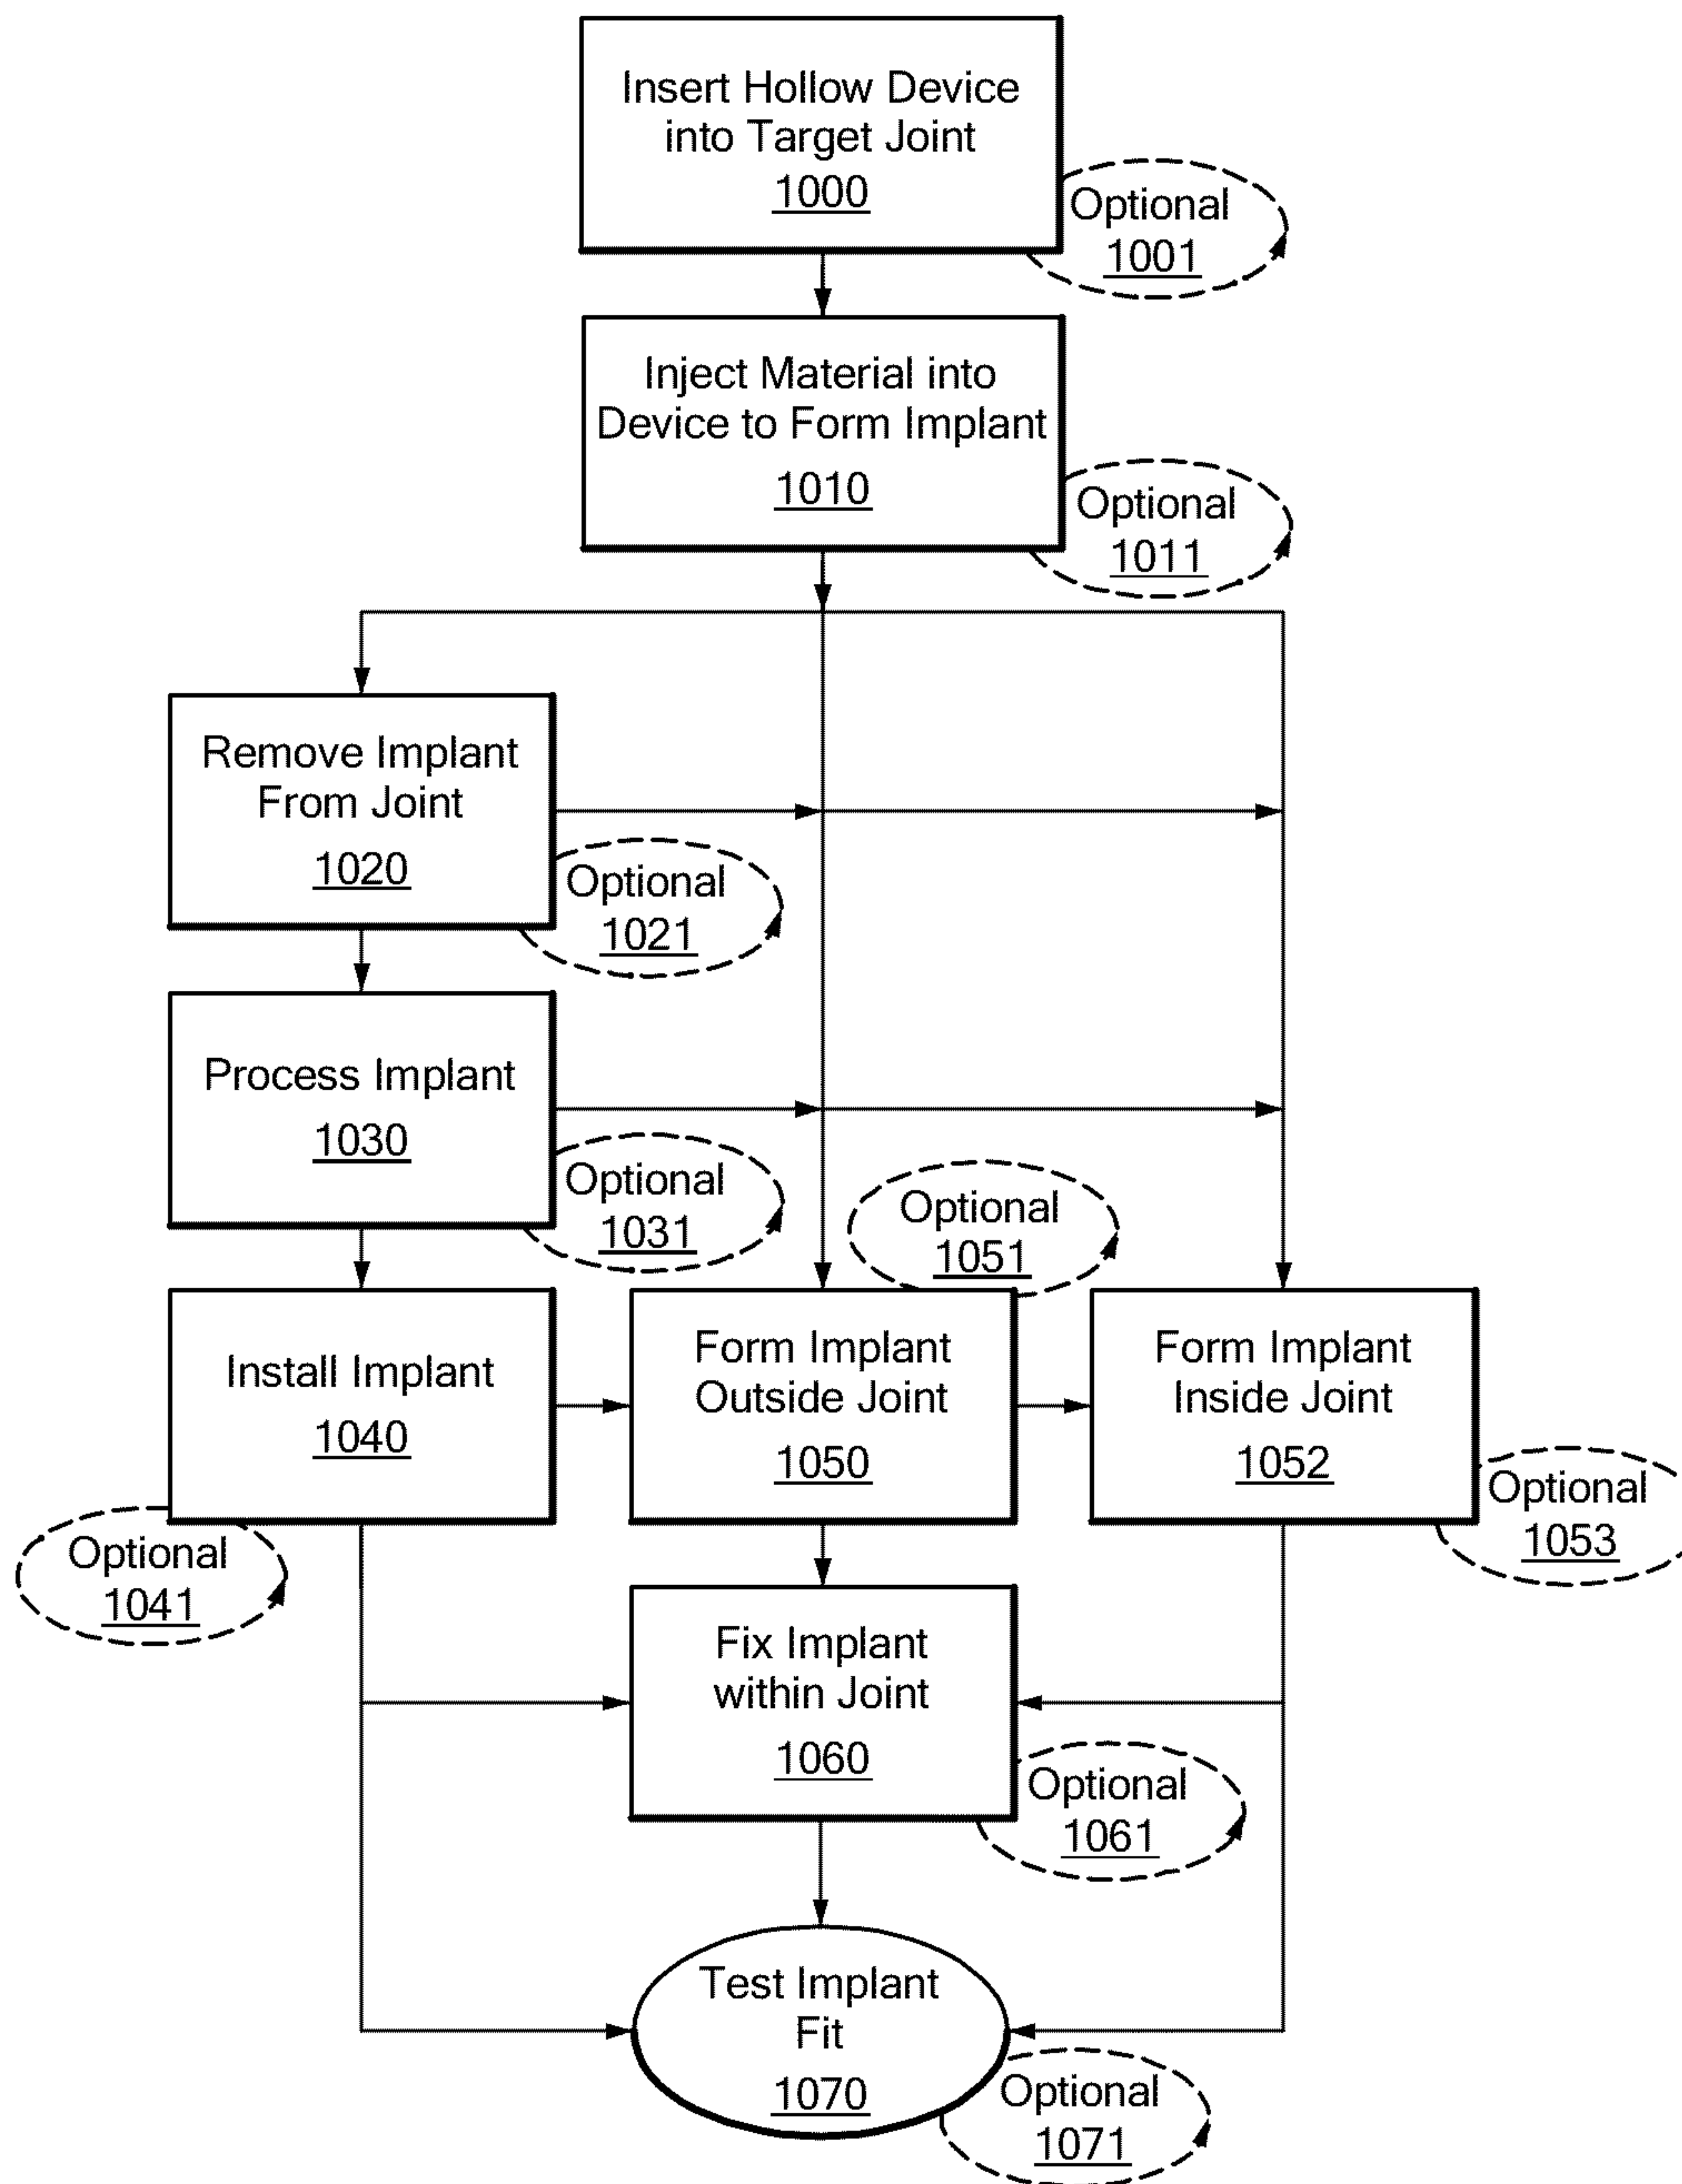 Insert Hollow Device
into Target Joint
1000
Optional
1001
Inject Material into
Device to Form Implant
1010
Optional
1011
Remove Implant
From Joint
1020
Optional
1021
Process Implant
1030
Optional
1031
Optional
1051
Install Implant
1040
Optional
1041
Form Implant
Outside Joint
1050
Form Implant
Inside Joint
1052
Optional
1053
Fix Implant
within Joint
1060
Optional
1061
Test Implant
Fit
1070
Optional
1071